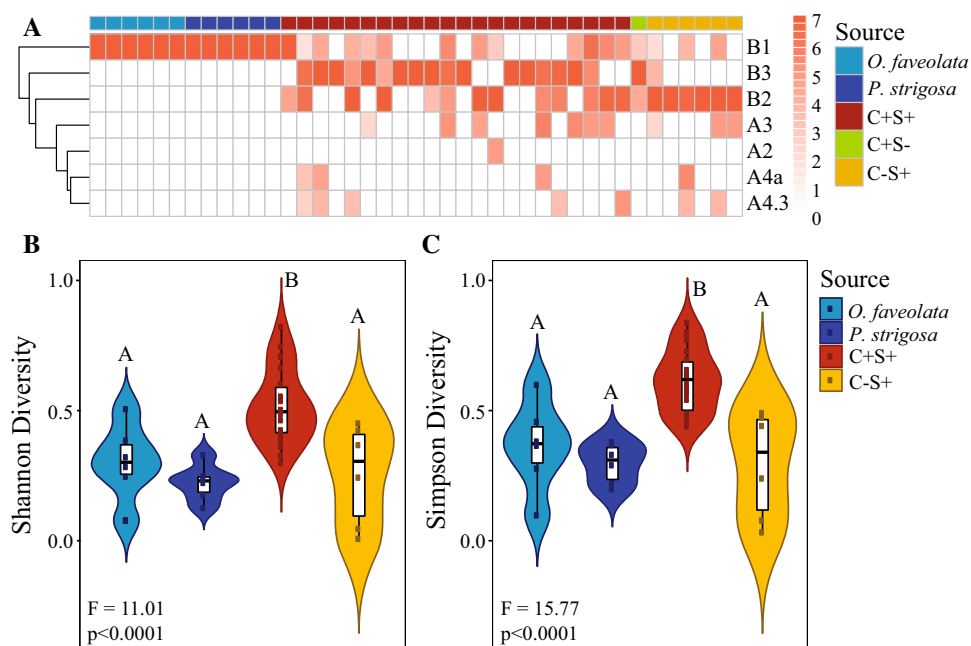 A
B1
B3
B2
A3
A2
A4a
A4.3
7
6
5
4
3
2
1
0
Source
O. faveolata
P. strigosa
C+S+
C+S-
C-S+
B
Shannon Diversity
1.0
0.5
0.0
A
A
B
A
F = 11.01
p<0.0001
C
Simpson Diversity
1.0
0.5
0.0
A
A
B
A
F = 15.77
p<0.0001
Source
O. faveolata
P. strigosa
C+S+
C-S+